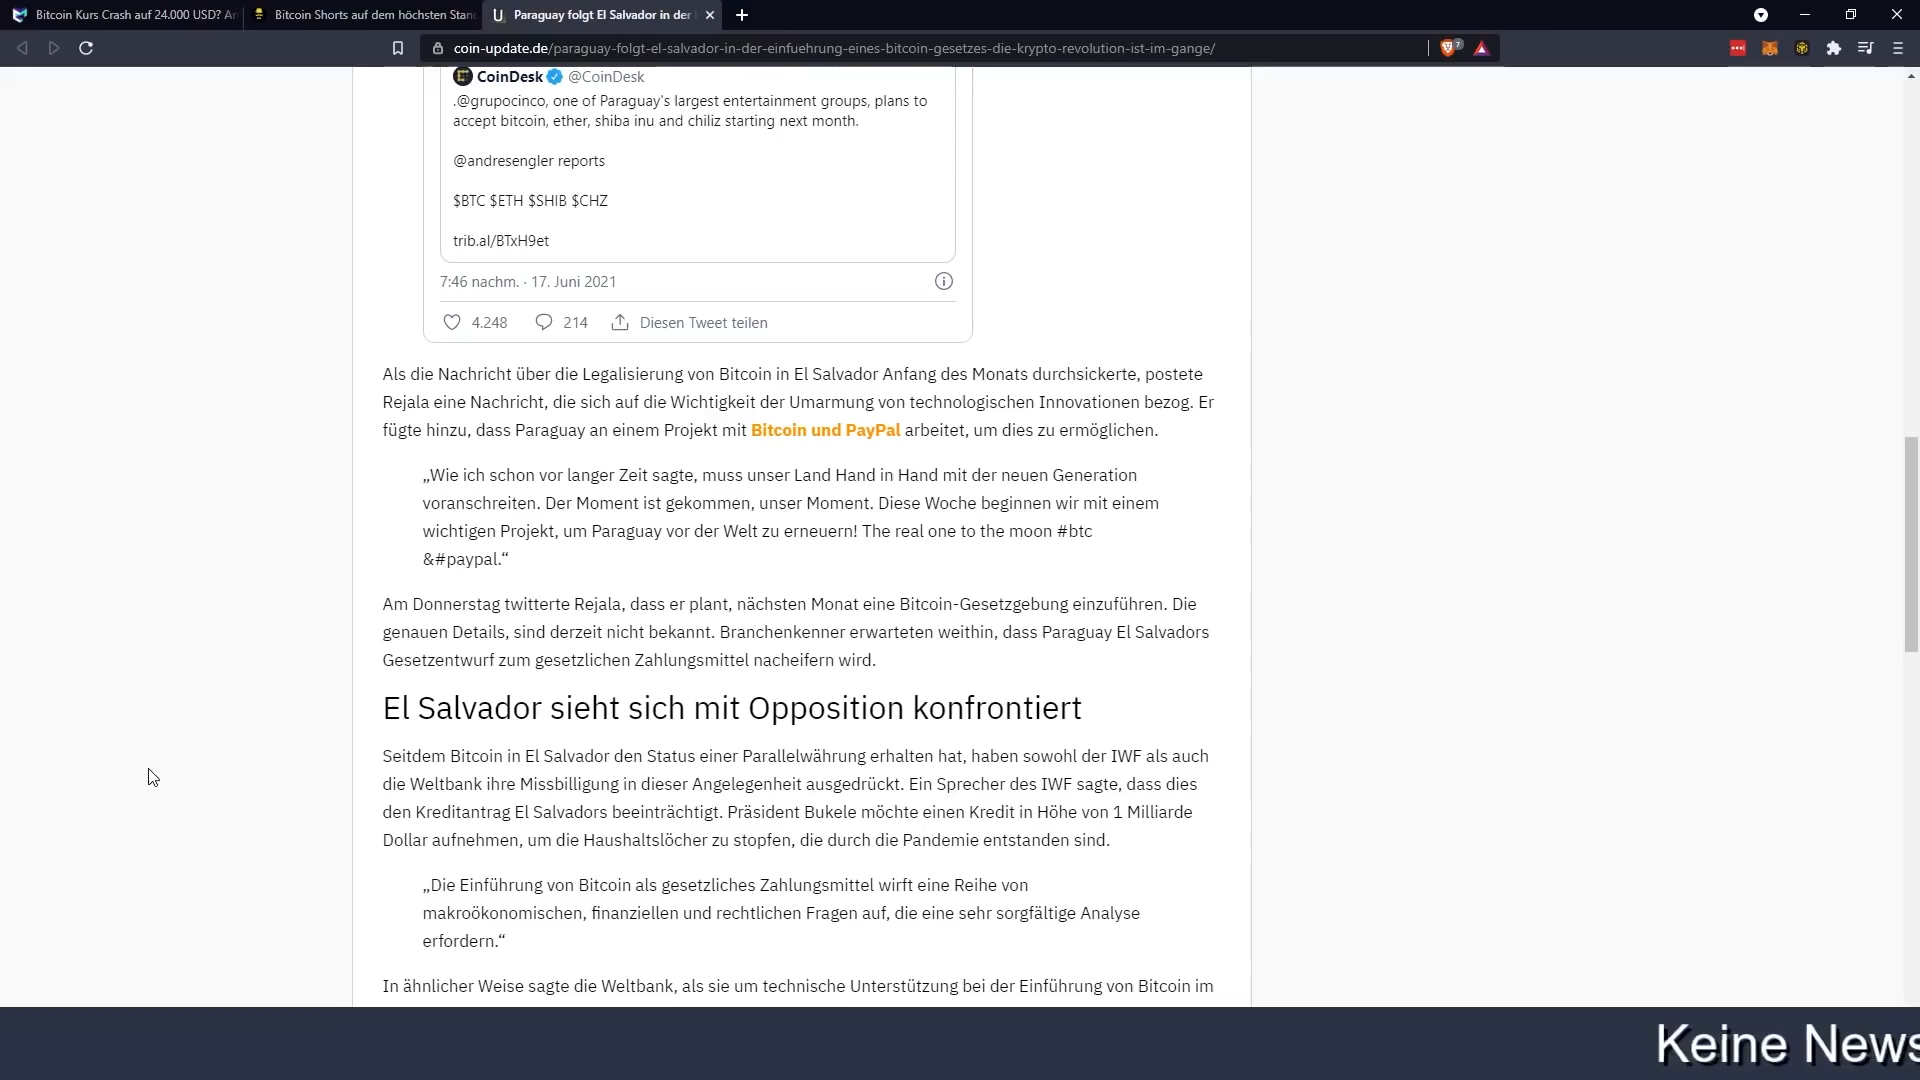 Bitcoin Kurs Crash auf 24.000 USD? An
Bitcoin Shorts auf dem höchsten Stand
Paraguay folgt El Salvador in der
coin-update.de/paraguay-folgt-el-salvador-in-der-einfuehrung-eines-bitcoin-gesetzes-die-krypto-revolution-ist-im-gange/
7
CoinDesk @CoinDesk
.@grupocinco, one of Paraguay's largest entertainment groups, plans to
accept bitcoin, ether, shiba inu and chiliz starting next month.
@andresengler reports
$BTC $ETH $SHIB $CHZ
trib.al/BTxH9et
7:46 nachm. · 17. Juni 2021
4.248 214 Diesen Tweet teilen
Als die Nachricht über die Legalisierung von Bitcoin in El Salvador Anfang des Monats durchsickerte, postete
Rejala eine Nachricht, die sich auf die Wichtigkeit der Umarmung von technologischen Innovationen bezog. Er
fügte hinzu, dass Paraguay an einem Projekt mit Bitcoin und PayPal arbeitet, um dies zu ermöglichen.
„Wie ich schon vor langer Zeit sagte, muss unser Land Hand in Hand mit der neuen Generation
voranschreiten. Der Moment ist gekommen, unser Moment. Diese Woche beginnen wir mit einem
wichtigen Projekt, um Paraguay vor der Welt zu erneuern! The real one to the moon #btc
&#paypal.“
Am Donnerstag twitterte Rejala, dass er plant, nächsten Monat eine Bitcoin-Gesetzgebung einzuführen. Die
genauen Details, sind derzeit nicht bekannt. Branchenkenner erwarteten weithin, dass Paraguay El Salvadors
Gesetzentwurf zum gesetzlichen Zahlungsmittel nacheifern wird.
El Salvador sieht sich mit Opposition konfrontiert
Seitdem Bitcoin in El Salvador den Status einer Parallelwährung erhalten hat, haben sowohl der IWF als auch
die Weltbank ihre Missbilligung in dieser Angelegenheit ausgedrückt. Ein Sprecher des IWF sagte, dass dies
den Kreditantrag El Salvadors beeinträchtigt. Präsident Bukele möchte einen Kredit in Höhe von 1 Milliarde
Dollar aufnehmen, um die Haushaltslöcher zu stopfen, die durch die Pandemie entstanden sind.
„Die Einführung von Bitcoin als gesetzliches Zahlungsmittel wirft eine Reihe von
makroökonomischen, finanziellen und rechtlichen Fragen auf, die eine sehr sorgfältige Analyse
erfordern.“
In ähnlicher Weise sagte die Weltbank, als sie um technische Unterstützung bei der Einführung von Bitcoin im
Keine News